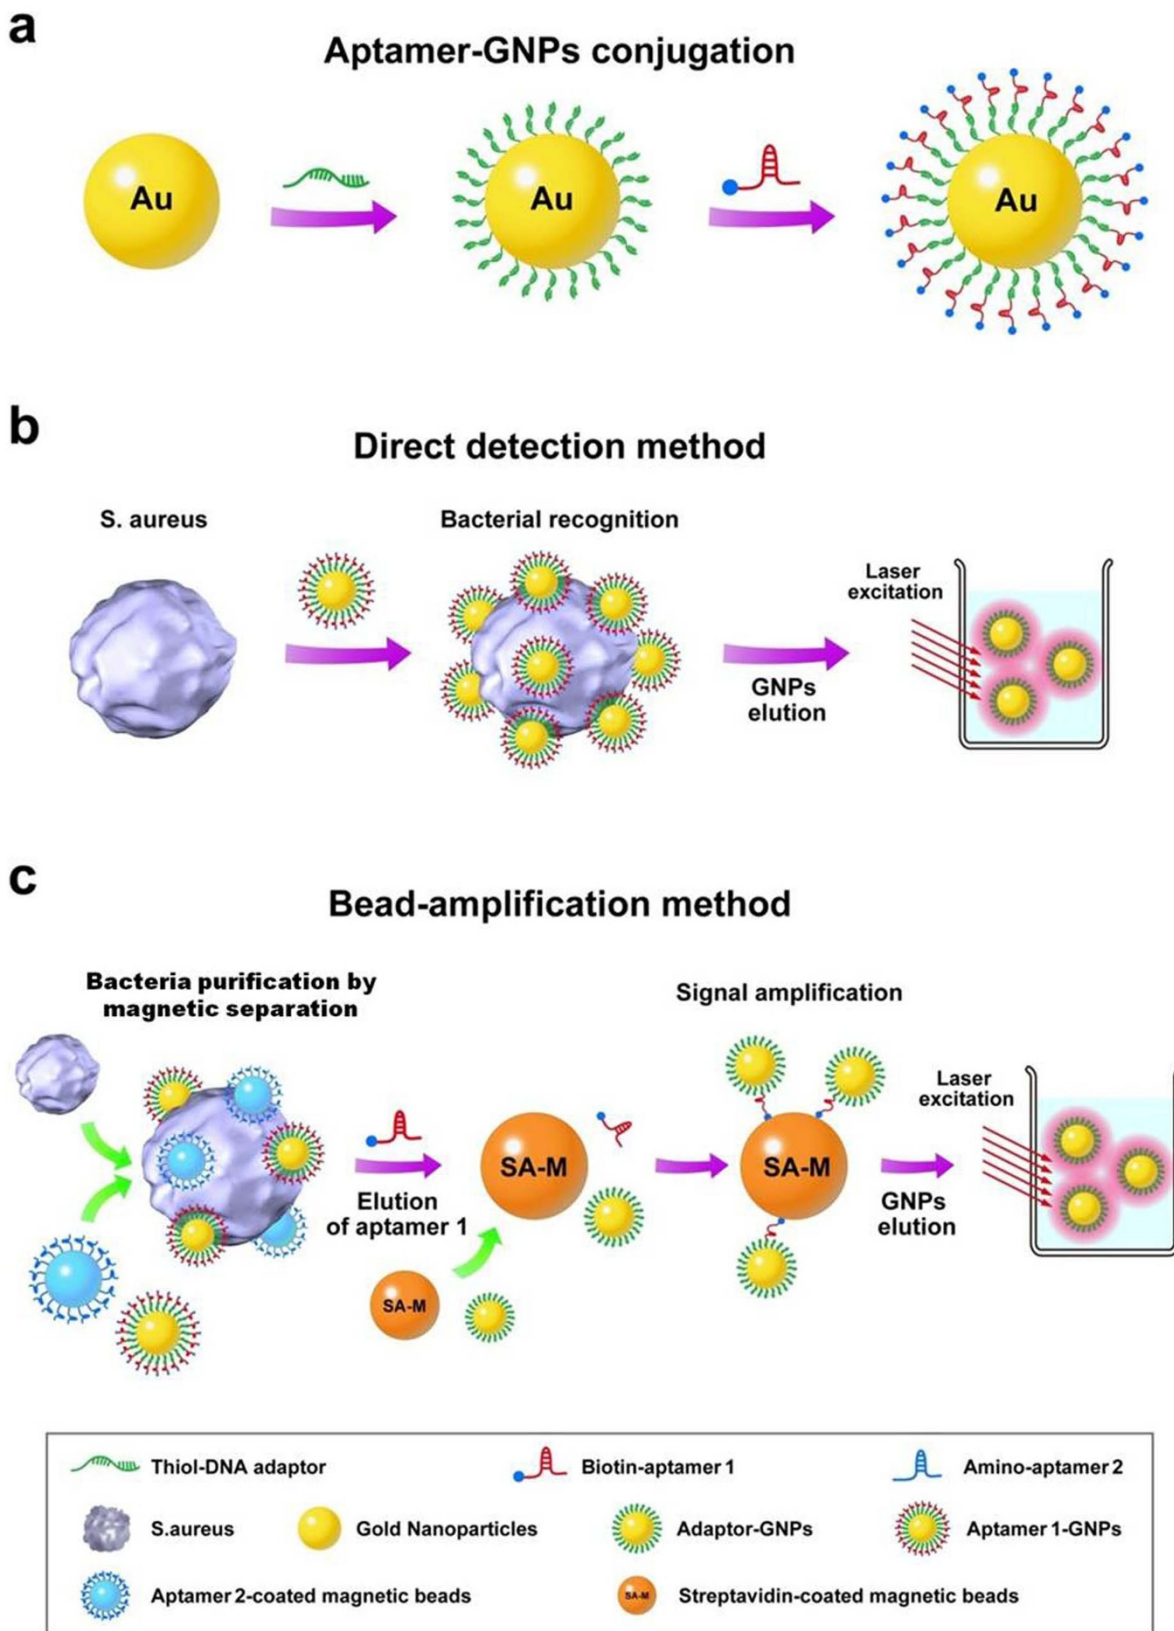 a
Aptamer-GNPs conjugation
Au
Au
Au
b
Direct detection method
S. aureus
Bacterial recognition
Laser
excitation
GNPs
elution
c
Bead-amplification method
Bacteria purification by
magnetic separation
Signal amplification
Laser
excitation
SA-M
SA-M
Elution
of aptamer 1
GNPs
elution
SA-M
Thiol-DNA adaptor
Biotin-aptamer 1
Amino-aptamer 2
S.aureus
Gold Nanoparticles
Adaptor-GNPs
Aptamer 1-GNPs
Aptamer 2-coated magnetic beads
SA-M
Streptavidin-coated magnetic beads